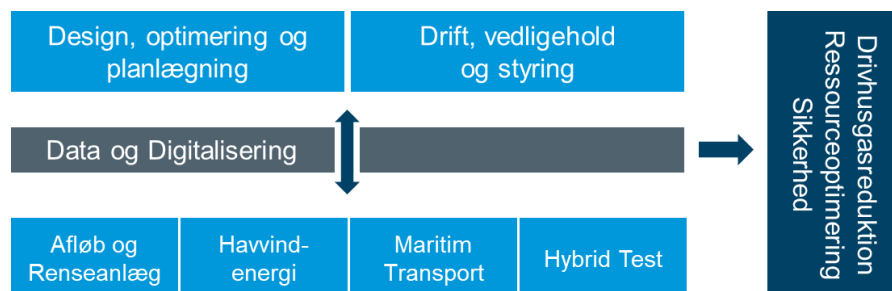 Design, optimering og
planlægning
Drift, vedligehold
og styring
Data og Digitalisering
Afløb og
Renseanlæg
Havvind-
energi
Maritim
Transport
Hybrid Test
Drivhusgasreduktion
Ressourceoptimering
Sikkerhed